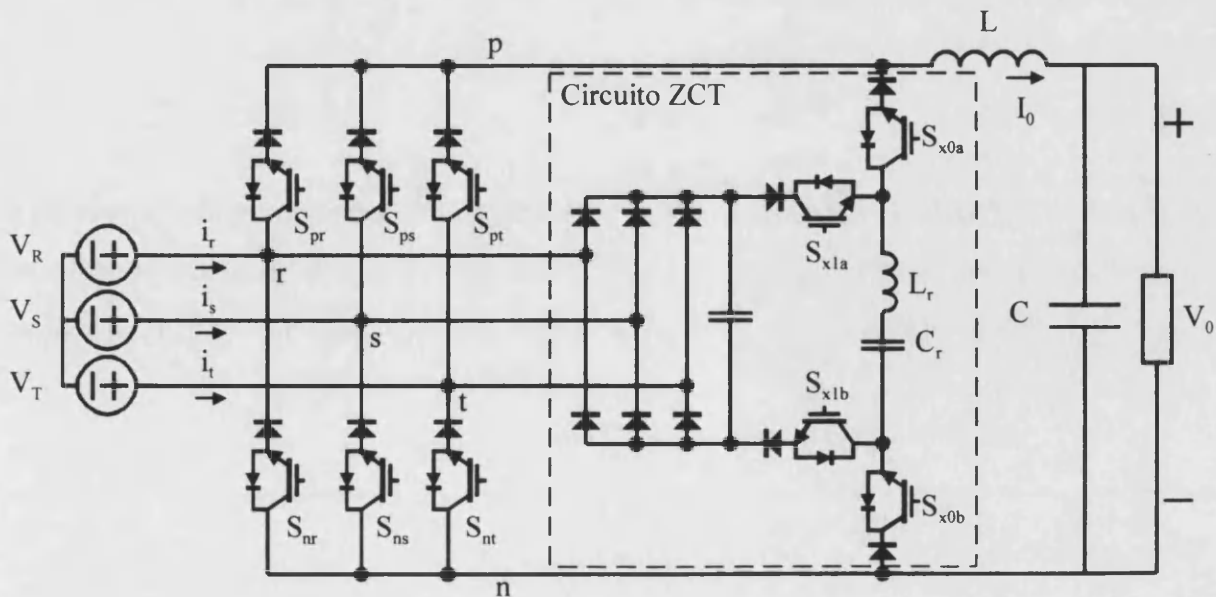 L
p
Circuito ZCT
I₀
+
Sx0a
Spr
Sps
Spt
VR
ir
r
Sx1a
Lr
VS
is
s
C
V₀
Cr
VT
it
t
Sx1b
Snr
Sns
Snt
Sx0b
−
n